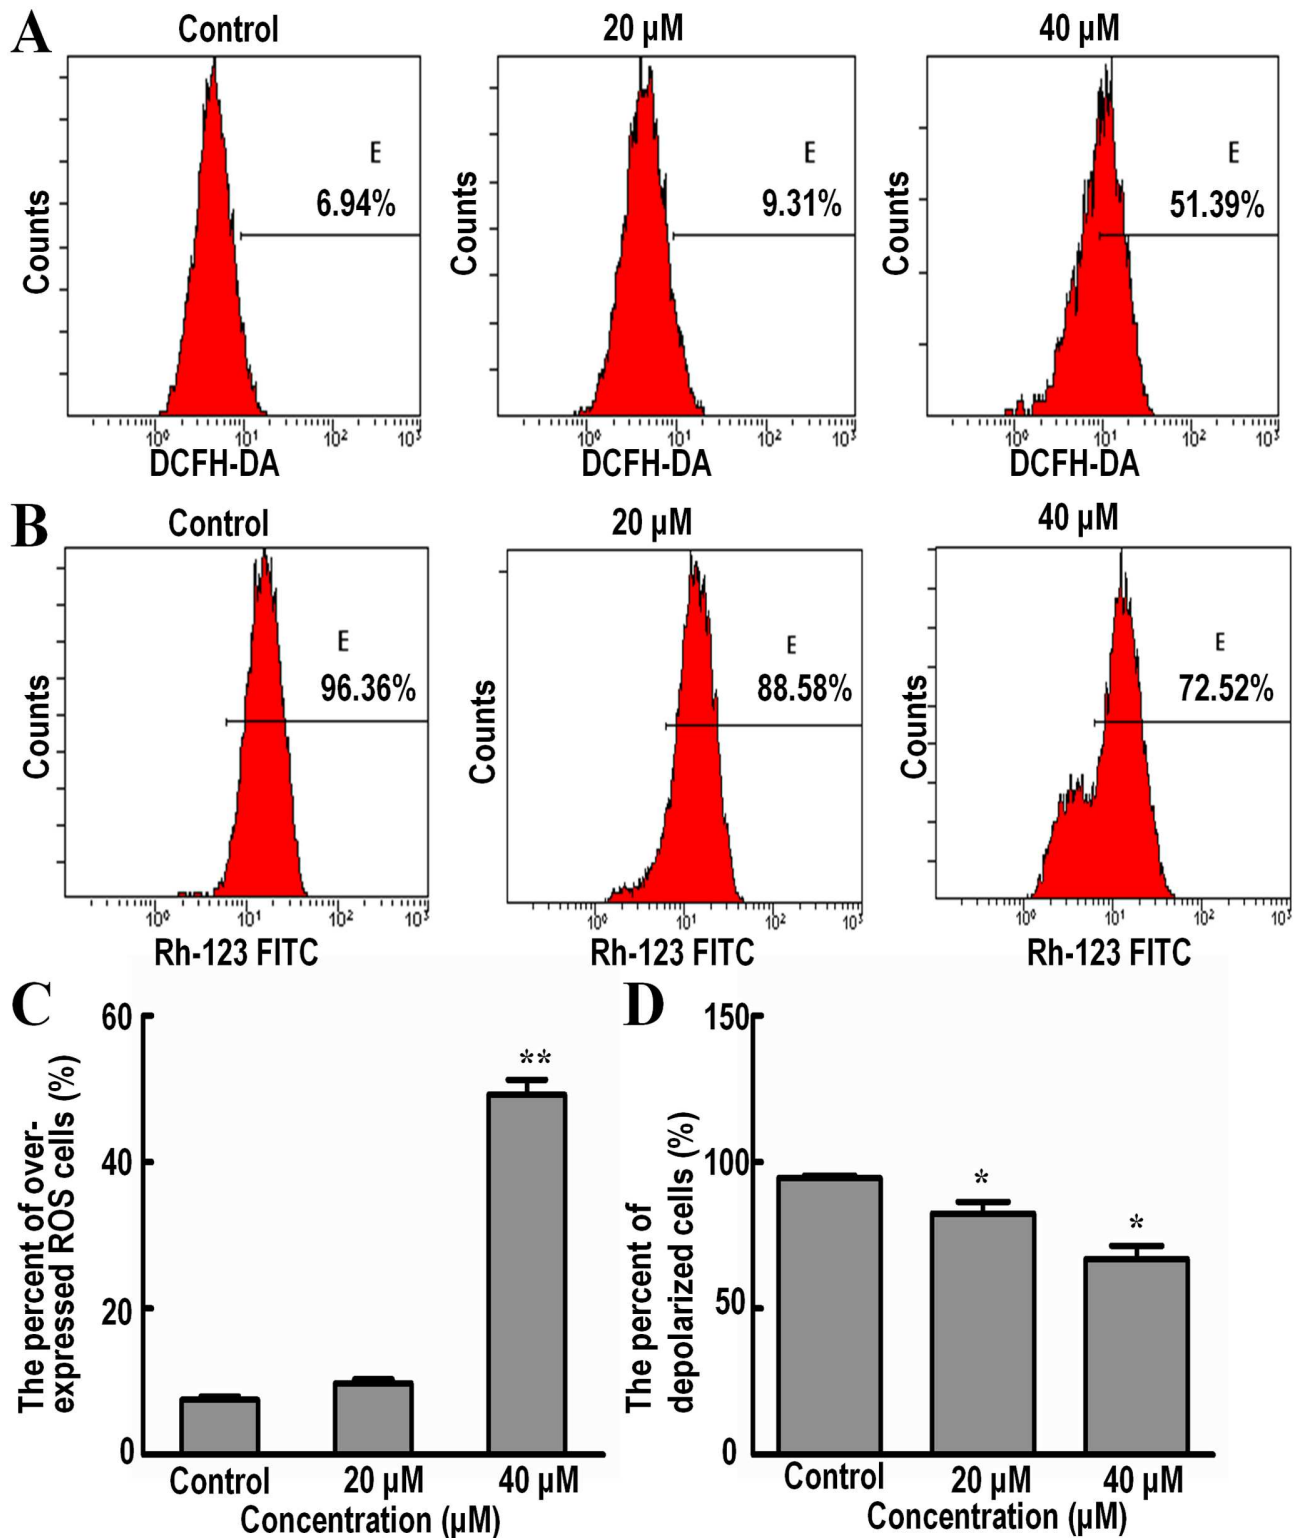 A
Control
20 µM
40 µM
E
6.94%
E
9.31%
E
51.39%
Counts
Counts
Counts
10⁰ 10¹ 10² 10³
10⁰ 10¹ 10² 10³
10⁰ 10¹ 10² 10³
DCFH-DA
DCFH-DA
DCFH-DA
B
Control
20 µM
40 µM
E
96.36%
E
88.58%
E
72.52%
Counts
Counts
Counts
10⁰ 10¹ 10² 10³
10⁰ 10¹ 10² 10³
10⁰ 10¹ 10² 10³
Rh-123 FITC
Rh-123 FITC
Rh-123 FITC
C
The percent of over-
expressed ROS cells (%)
60
40
20
0
**
Control
20 µM
40 µM
Concentration (µM)
D
The percent of
depolarized cells (%)
150
100
50
0
*
*
Control
20 µM
40 µM
Concentration (µM)